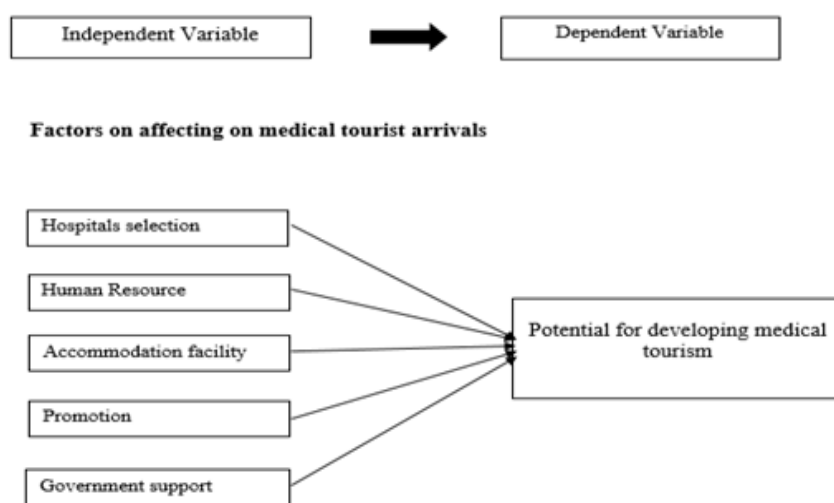 Independent Variable
Dependent Variable
Factors on affecting on medical tourist arrivals
Hospitals selection
Human Resource
Accommodation facility
Promotion
Government support
Potential for developing medical
tourism